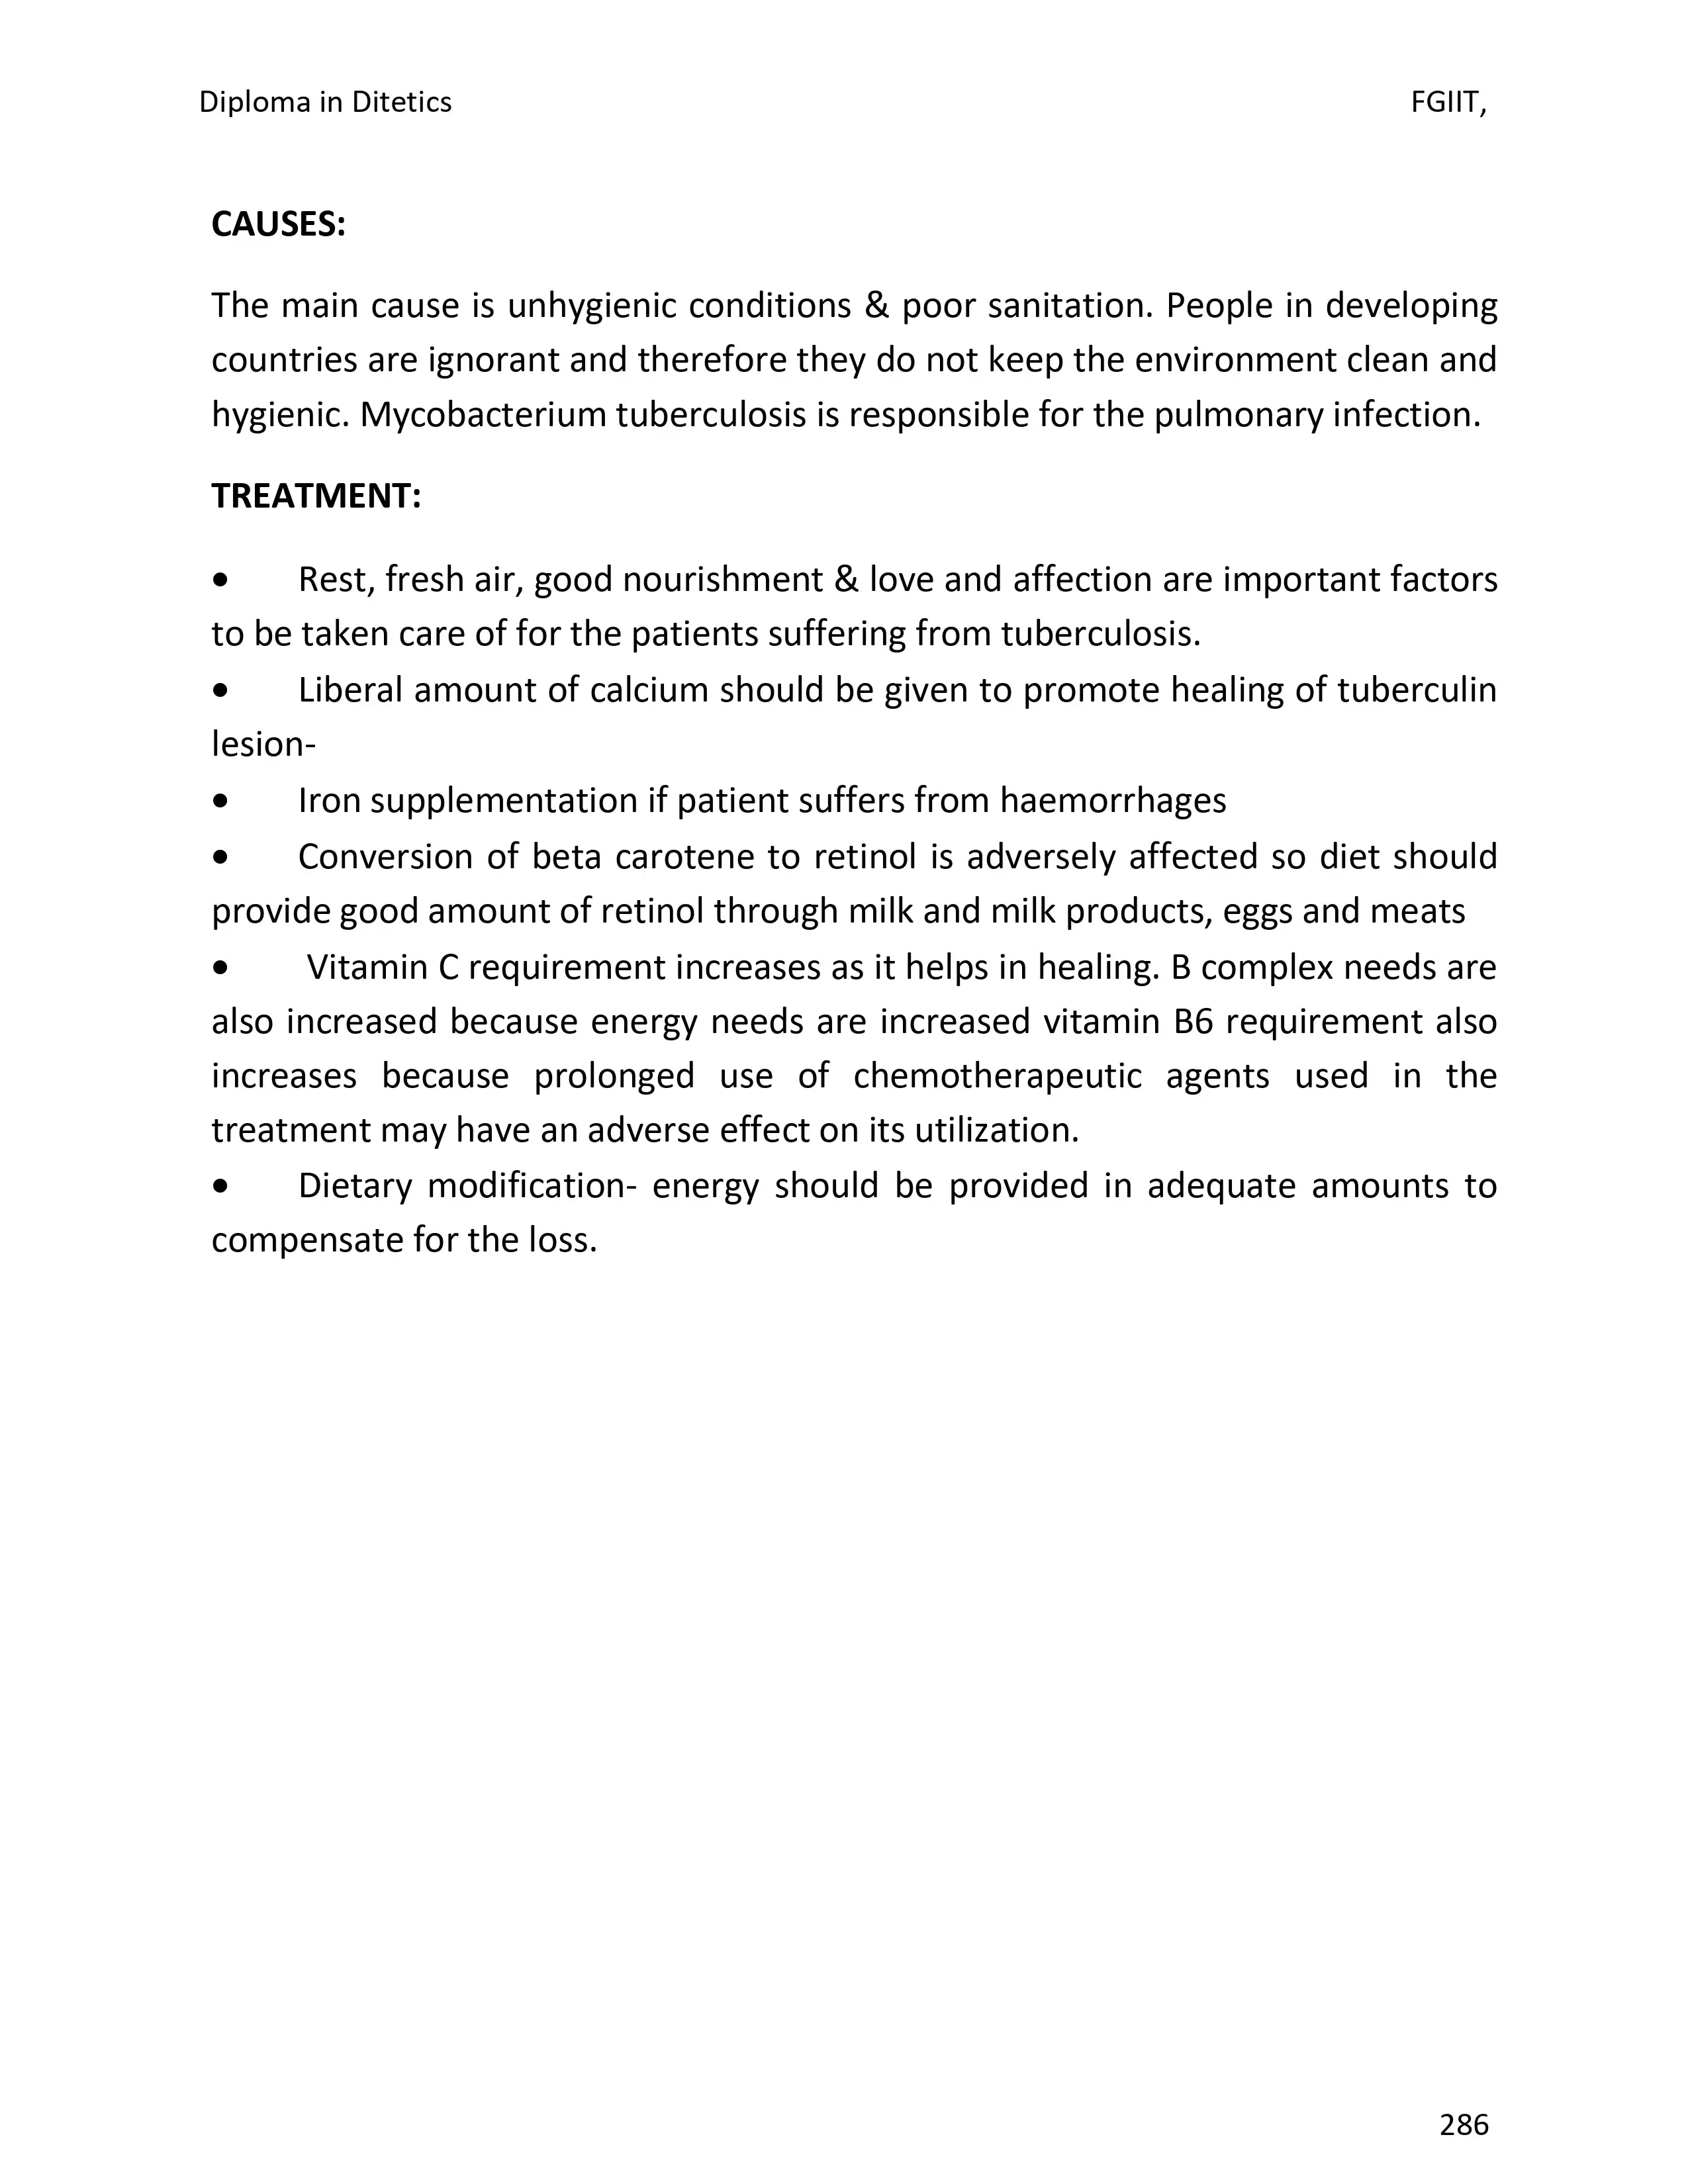 Diploma in Ditetics FGIIT,
CAUSES:
The main cause is unhygienic conditions & poor sanitation. People in developing
countries are ignorant and therefore they do not keep the environment clean and
hygienic. Mycobacterium tuberculosis is responsible for the pulmonary infection.
TREATMENT:
• Rest, fresh air, good nourishment & love and affection are important factors
to be taken care of for the patients suffering from tuberculosis.
• Liberal amount of calcium should be given to promote healing of tuberculin
lesion-
• Iron supplementation if patient suffers from haemorrhages
• Conversion of beta carotene to retinol is adversely affected so diet should
provide good amount of retinol through milk and milk products, eggs and meats
• Vitamin C requirement increases as it helps in healing. B complex needs are
also increased because energy needs are increased vitamin B6 requirement also
increases because prolonged use of chemotherapeutic agents used in the
treatment may have an adverse effect on its utilization.
• Dietary modification- energy should be provided in adequate amounts to
compensate for the loss.
286